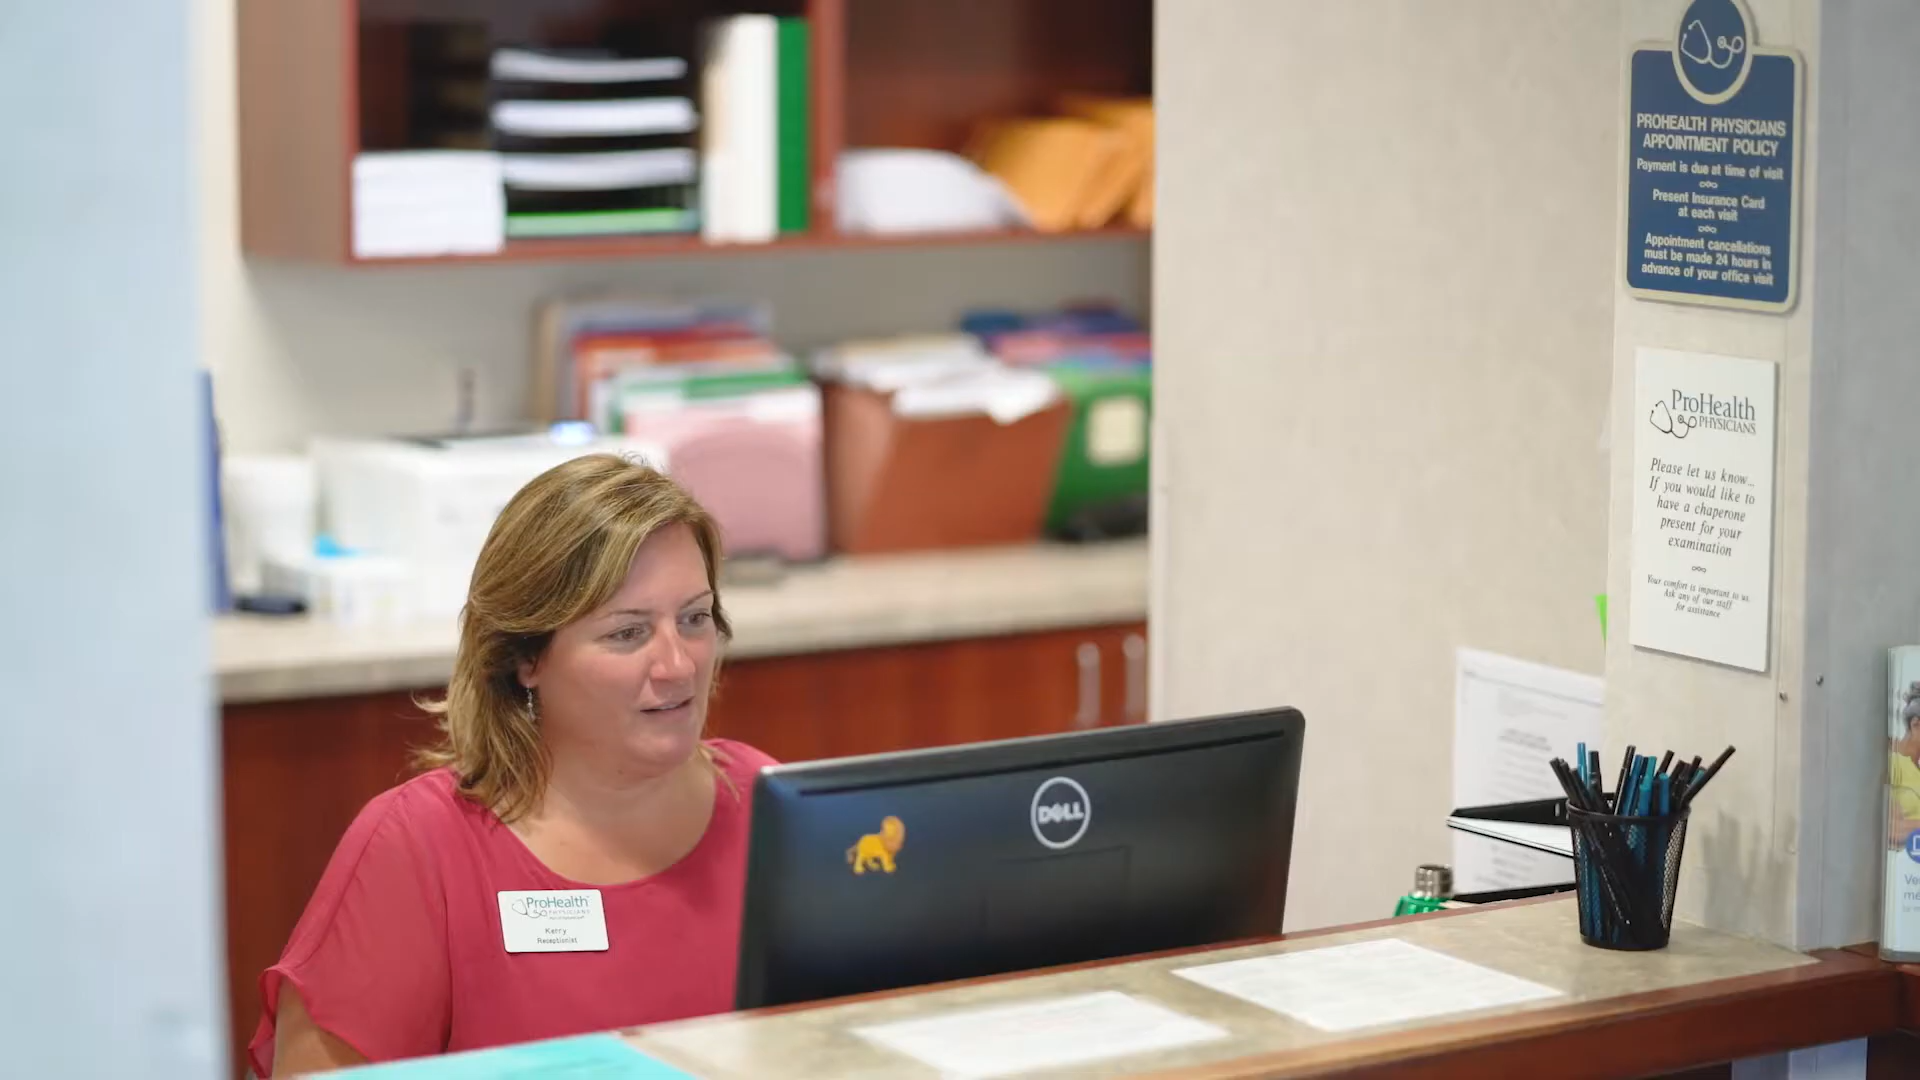 PROHEALTH PHYSICIANS
APPOINTMENT POLICY
Payment is due at time of visit
Present Insurance Card
at each visit
Appointment cancellations
must be made 24 hours in
advance of your office visit
ProHealth
PHYSICIANS
Please let us know...
If you would like to
have a chaperone
present for your
examination
Your comfort is important to us.
Ask any of our staff
for assistance
DELL
ProHealth
PHYSICIANS
Kerry
Receptionist